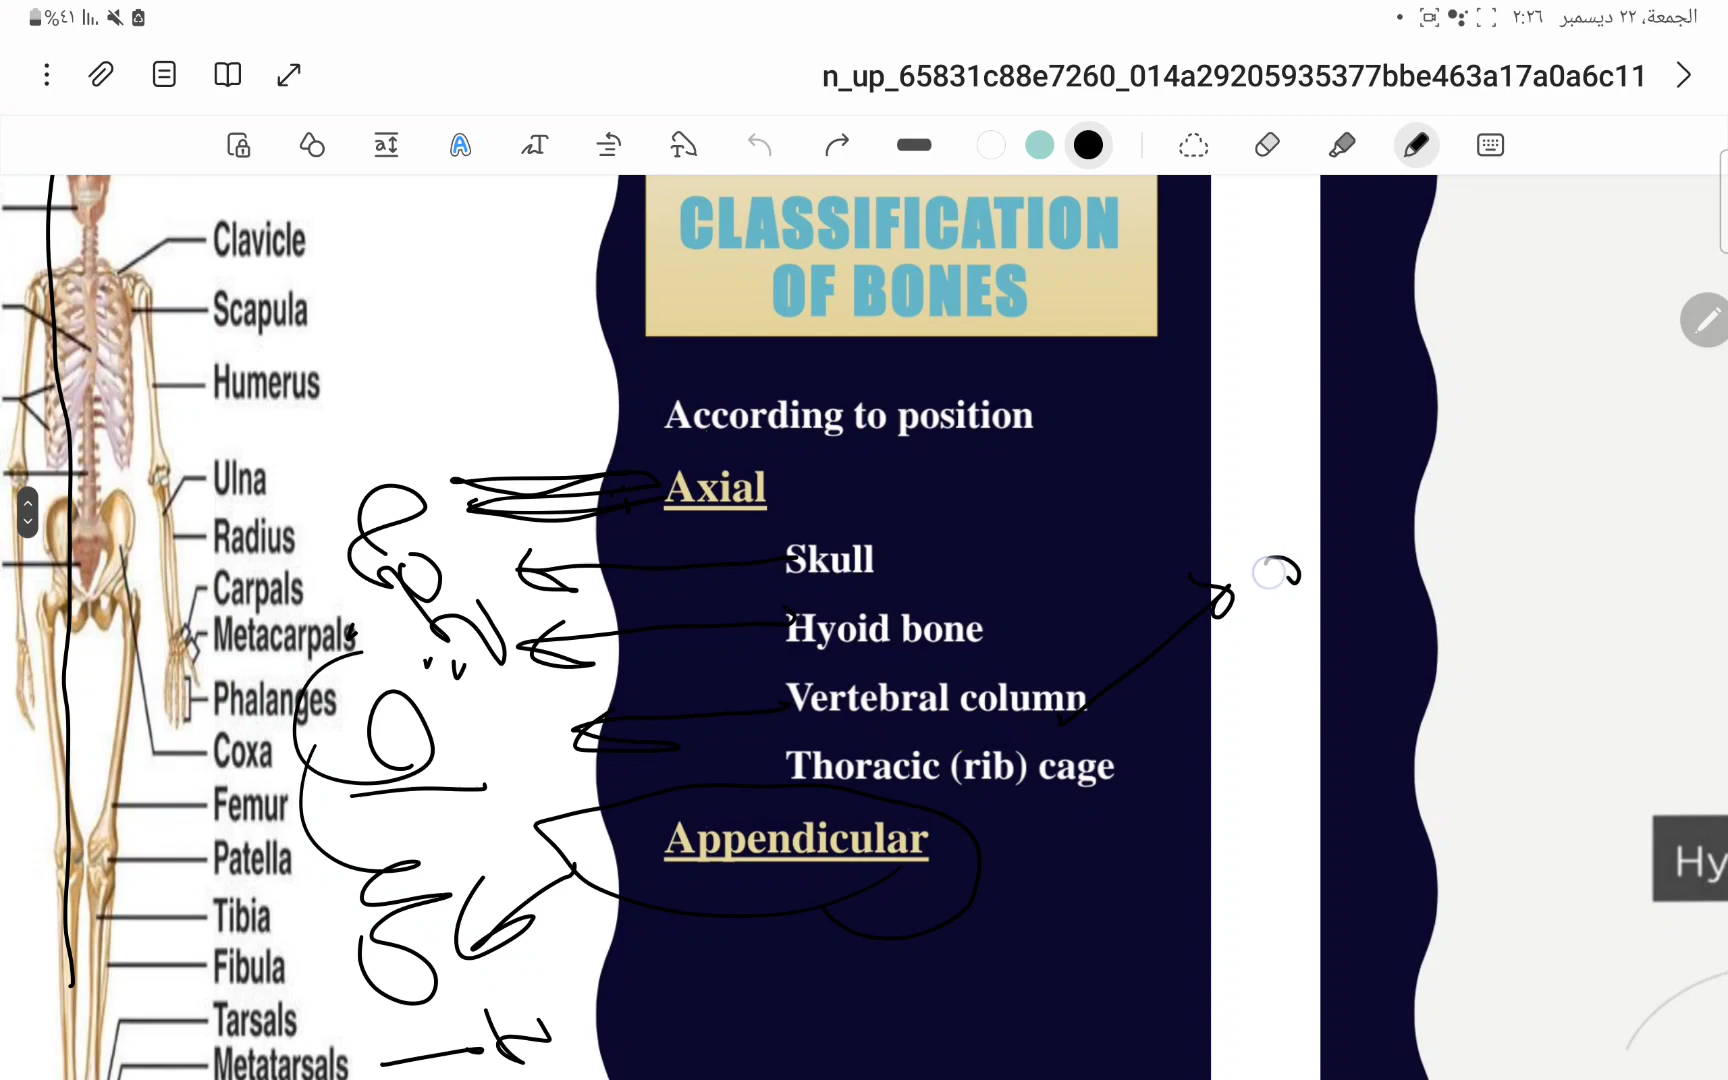 %٤١
الجمعة، ٢٢ ديسمبر ٢:٢٦
n_up_65831c88e7260_014a29205935377bbe463a17a0a6c11
Clavicle
Scapula
Humerus
Ulna
Radius
Carpals
Metacarpals
Phalanges
Coxa
Femur
Patella
Tibia
Fibula
Tarsals
Metatarsals
CLASSIFICATION
OF BONES
According to position
Axial
Skull
Hyoid bone
Vertebral column
Thoracic (rib) cage
Appendicular
Hy